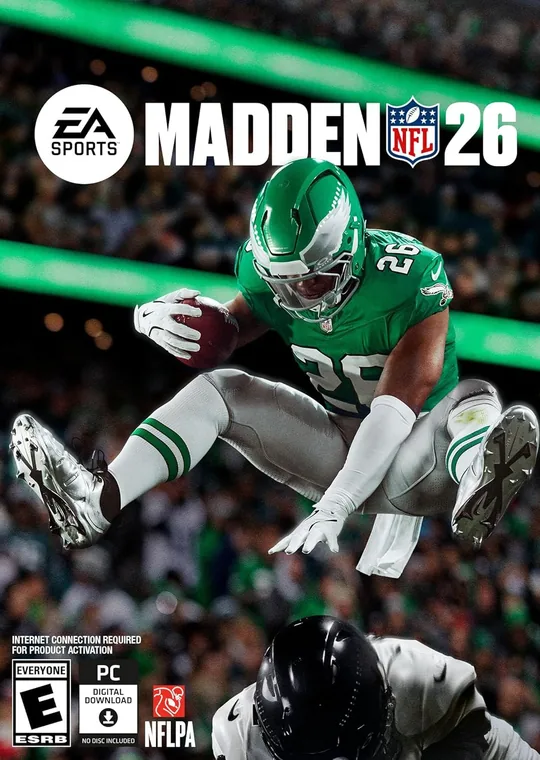 EA
SPORTS
MADDEN NFL 26
26
26
INTERNET CONNECTION REQUIRED
FOR PRODUCT ACTIVATION
EVERYONE
E
ESRB
PC
DIGITAL
DOWNLOAD
NO DISC INCLUDED
NFLPA